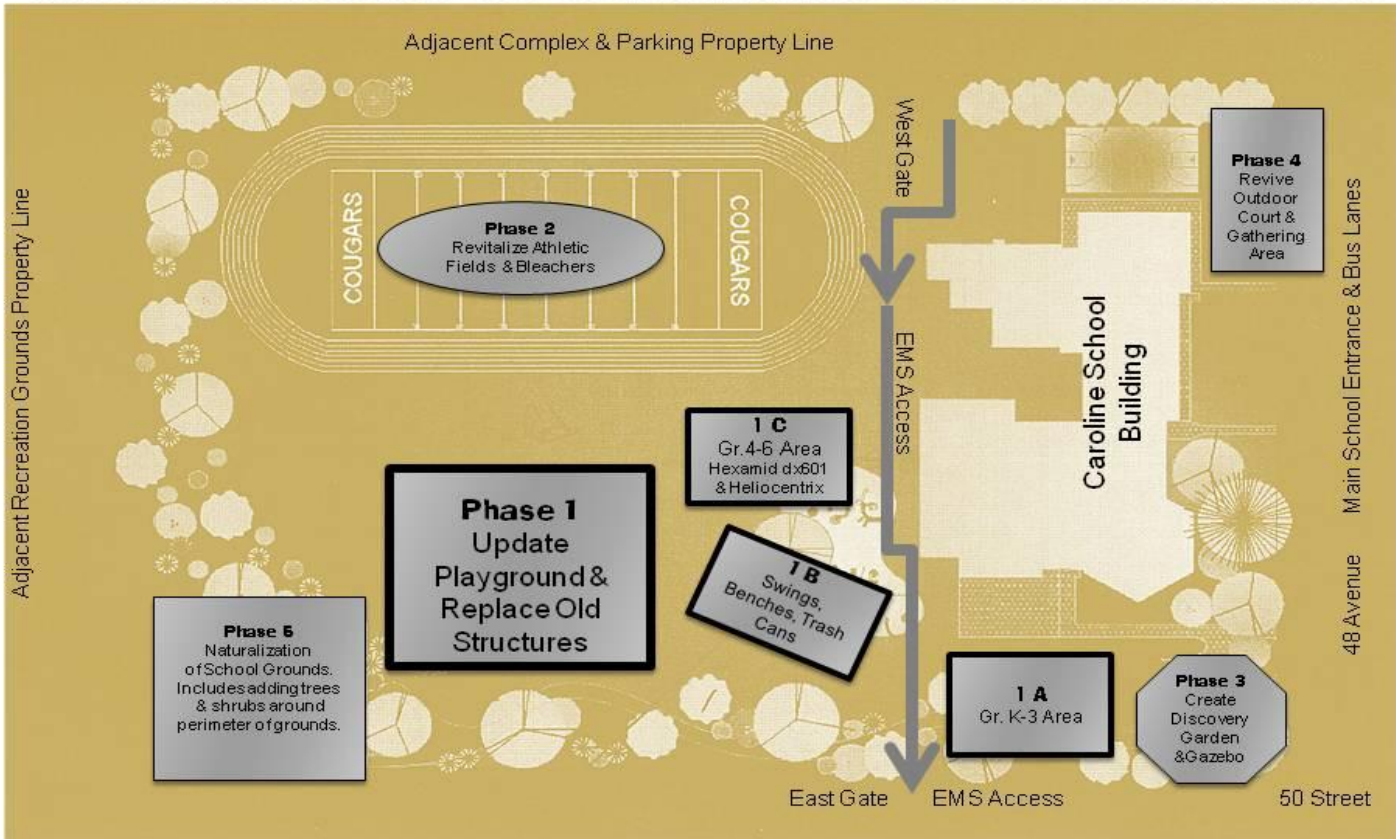 Adjacent Complex & Parking Property Line
Adjacent Recreation Grounds Property Line
West Gate
Phase 4
Revive
Outdoor
Court &
Gathering
Area
COUGARS
Phase 2
Revitalize Athletic
Fields & Bleachers
COUGARS
EMS Access
Caroline School
Building
48 Avenue
Main School Entrance & Bus Lanes
1 C
Gr.4-6 Area
Hexamid dx601
& Heliocentrix
Phase 1
Update
Playground &
Replace Old
Structures
1 B
Swings,
Benches, Trash
Cans
Phase 5
Naturalization
of School Grounds.
Includes adding trees
& shrubs around
perimeter of grounds.
1 A
Gr. K-3 Area
Phase 3
Create
Discovery
Garden
&Gazebo
East Gate
EMS Access
50 Street